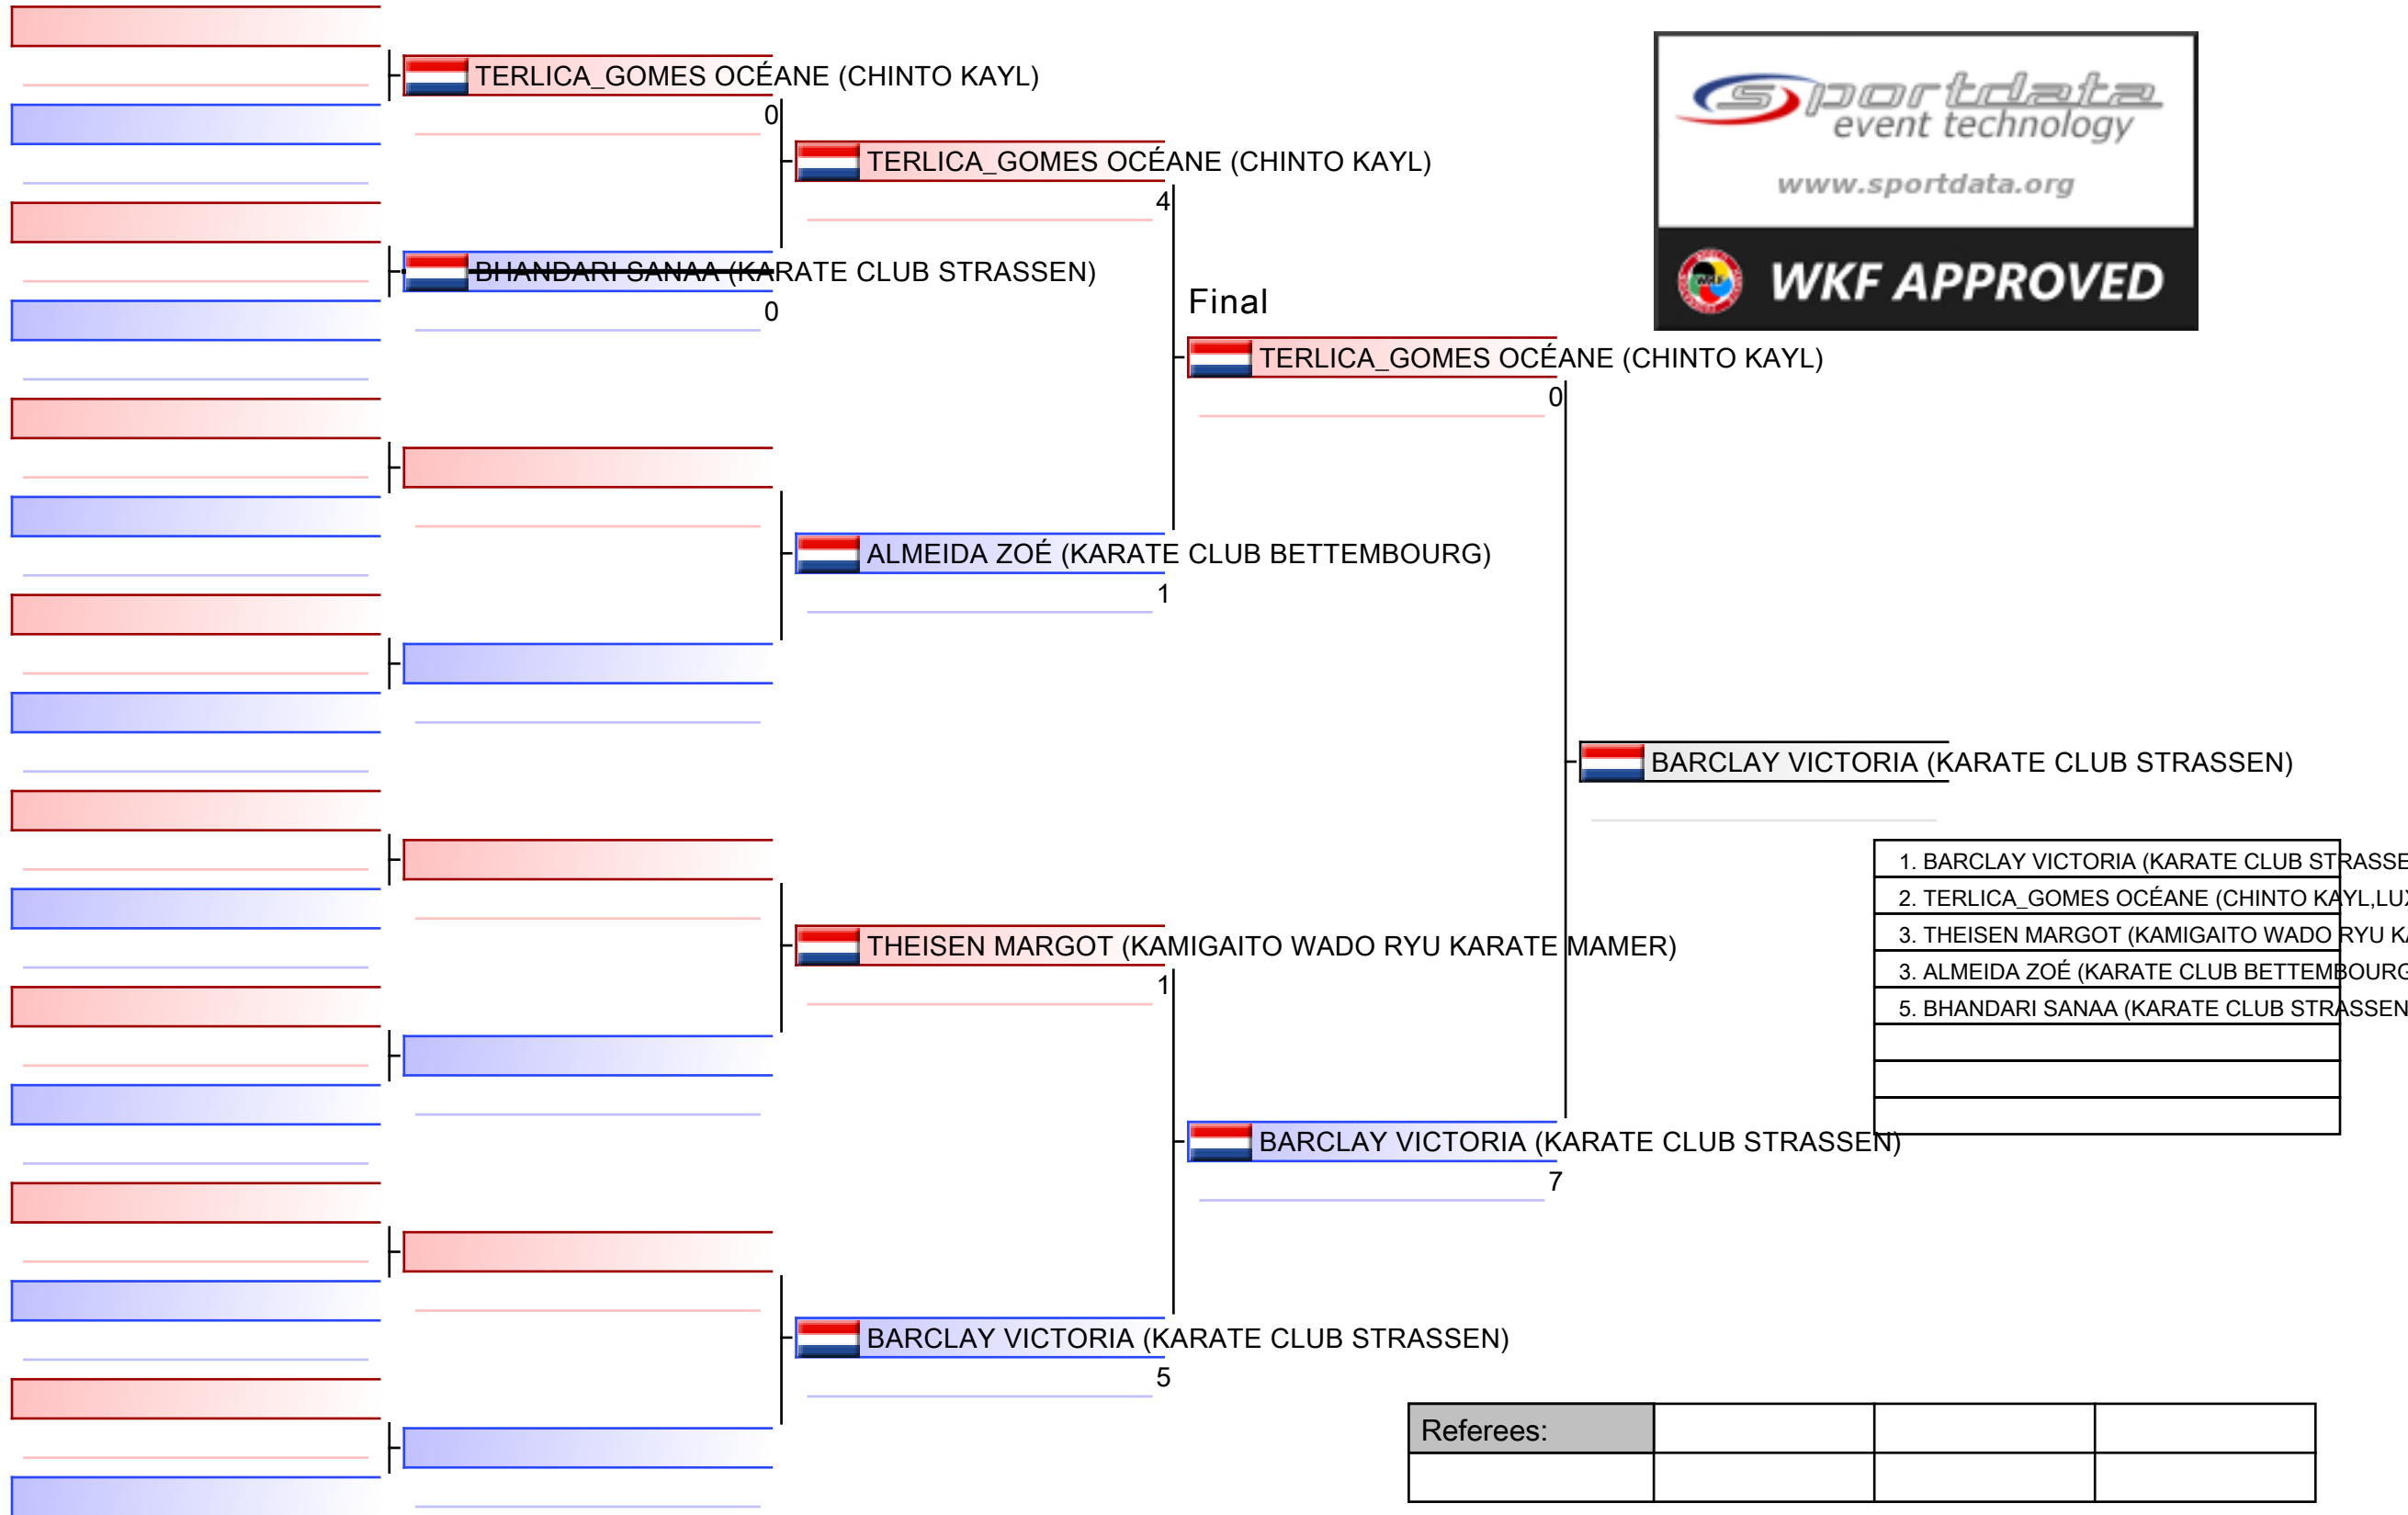 TERLICA_GOMES OCÉANE (CHINTO KAYL)
0
BHANDARI SANAA (KARATE CLUB STRASSEN)
0
TERLICA_GOMES OCÉANE (CHINTO KAYL)
4
ALMEIDA ZOÉ (KARATE CLUB BETTEMBOURG)
1
THEISEN MARGOT (KAMIGAITO WADO RYU KARATE MAMER)
1
BARCLAY VICTORIA (KARATE CLUB STRASSEN)
5
Final
TERLICA_GOMES OCÉANE (CHINTO KAYL)
0
BARCLAY VICTORIA (KARATE CLUB STRASSEN)
7
BARCLAY VICTORIA (KARATE CLUB STRASSEN)
sportdata
event technology
www.sportdata.org
WKF
WKF APPROVED
1. BARCLAY VICTORIA (KARATE CLUB STRASSE
2. TERLICA_GOMES OCÉANE (CHINTO KAYL,LUX
3. THEISEN MARGOT (KAMIGAITO WADO RYU KA
3. ALMEIDA ZOÉ (KARATE CLUB BETTEMBOURG
5. BHANDARI SANAA (KARATE CLUB STRASSEN
Referees: